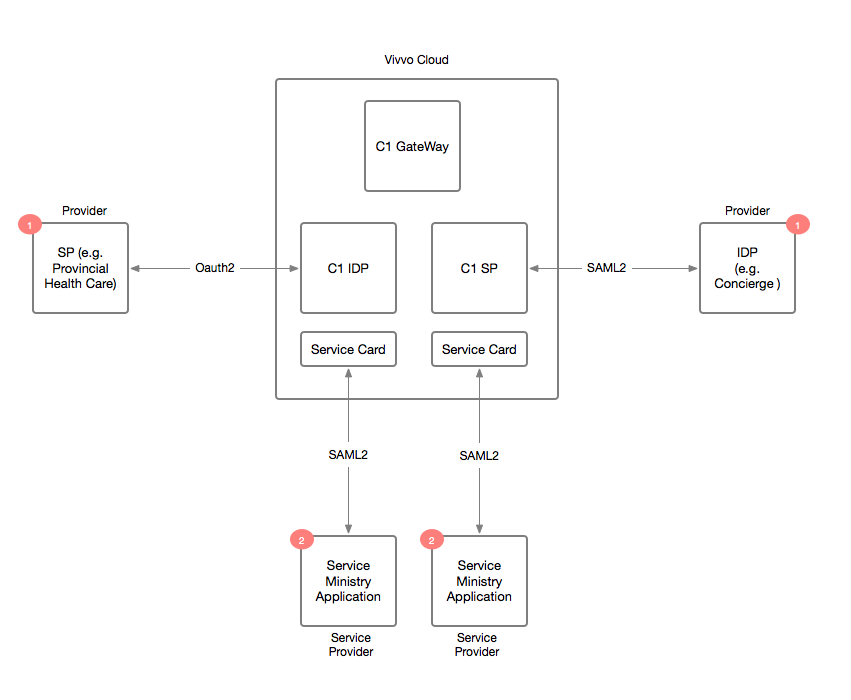 Vivvo Cloud
C1 GateWay
Provider
1
SP (e.g.
Provincial
Health Care)
Oauth2
C1 IDP
C1 SP
SAML2
Provider
1
IDP
(e.g.
Concierge )
Service Card
Service Card
SAML2
SAML2
2
Service
Ministry
Application
Service
Provider
2
Service
Ministry
Application
Service
Provider